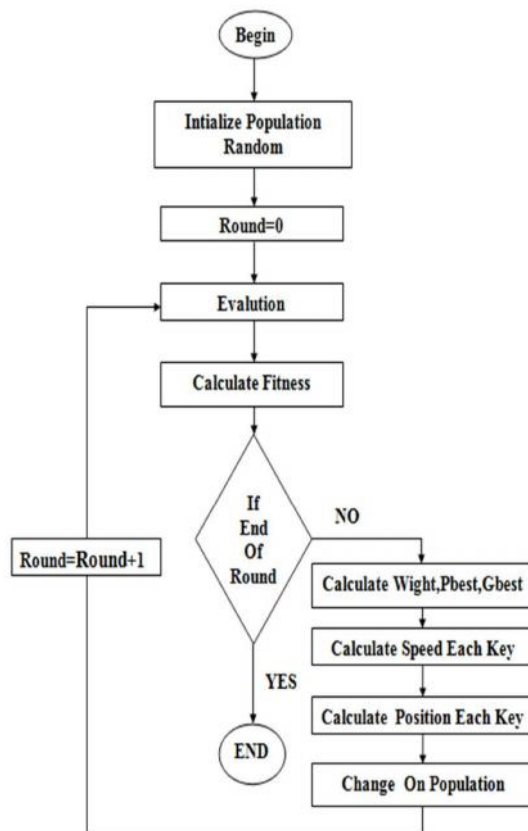 Begin
Intialize Population
Random
Round=0
Evalution
Calculate Fitness
If
End
Of
Round
NO
Round=Round+1
Calculate Wight,Pbest,Gbest
Calculate Speed Each Key
YES
Calculate Position Each Key
END
Change On Population